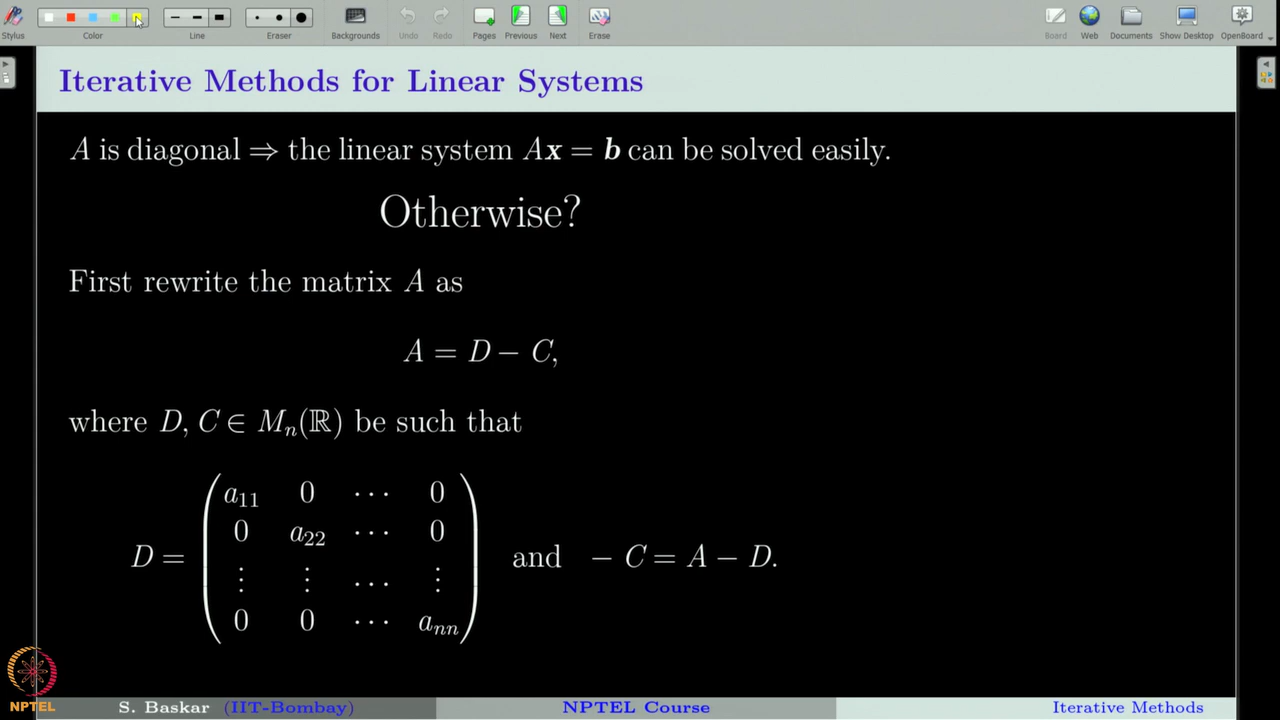 Stylus Color Line Eraser Backgrounds Undo Redo Pages Previous Next Erase Board Web Documents Show Desktop OpenBoard
Iterative Methods for Linear Systems
A is diagonal ⇒ the linear system Ax = b can be solved easily.
Otherwise?
First rewrite the matrix A as
A = D − C,
where D, C ∈ Mₙ(ℝ) be such that
a₁₁ 0 ⋯ 0
0 a₂₂ ⋯ 0
D = and − C = A − D.
⋮ ⋮ ⋯ ⋮
0 0 ⋯ aₙₙ
NPTEL
S. Baskar (IIT-Bombay) NPTEL Course Iterative Methods